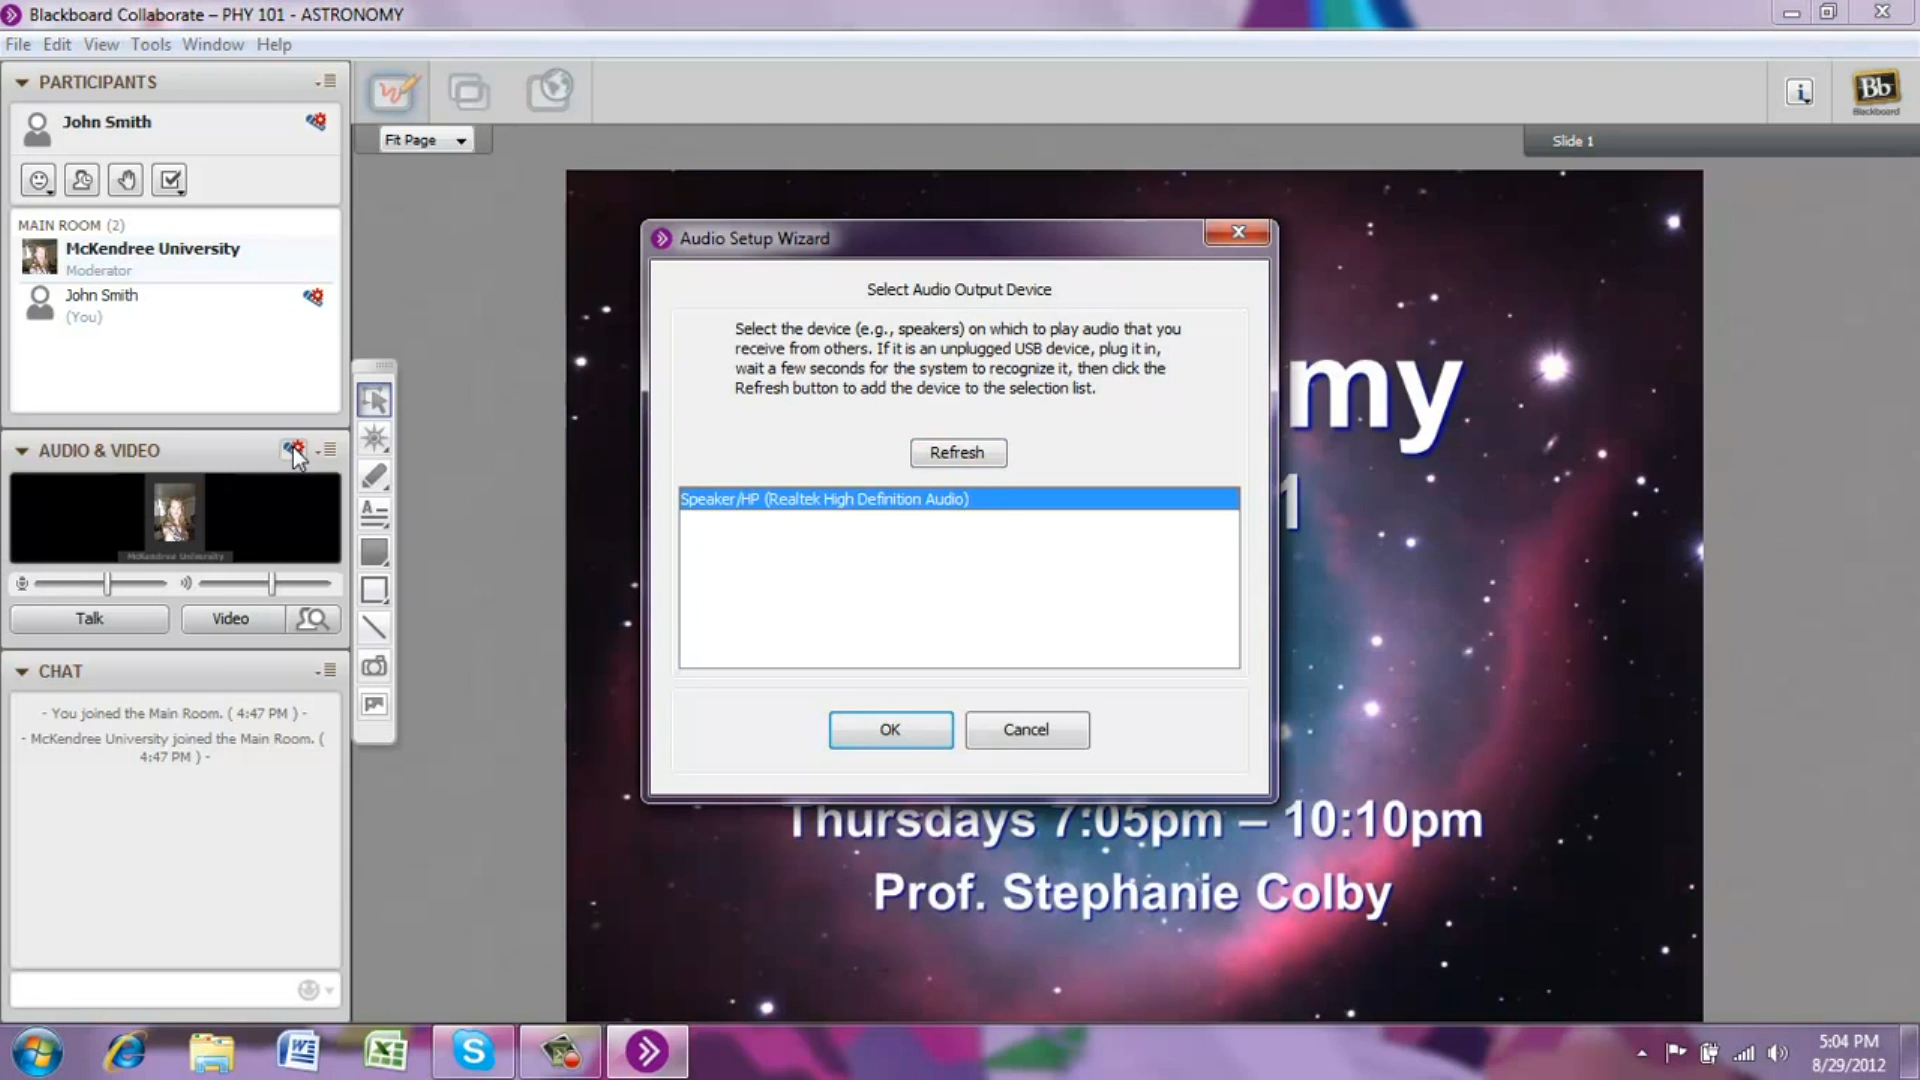 Blackboard Collaborate – PHY 101 - ASTRONOMY
File Edit View Tools Window Help
PARTICIPANTS
John Smith
MAIN ROOM (2)
McKendree University
Moderator
John Smith
(You)
AUDIO & VIDEO
McKendree University
Talk
Video
CHAT
- You joined the Main Room. ( 4:47 PM ) -
- McKendree University joined the Main Room. (
4:47 PM ) -
Fit Page
Slide 1
i
Bb
Blackboard
Audio Setup Wizard
Select Audio Output Device
Select the device (e.g., speakers) on which to play audio that you
receive from others. If it is an unplugged USB device, plug it in,
wait a few seconds for the system to recognize it, then click the
Refresh button to add the device to the selection list.
Refresh
Speaker/HP (Realtek High Definition Audio)
OK
Cancel
my
1
Thursdays 7:05pm – 10:10pm
Prof. Stephanie Colby
5:04 PM
8/29/2012